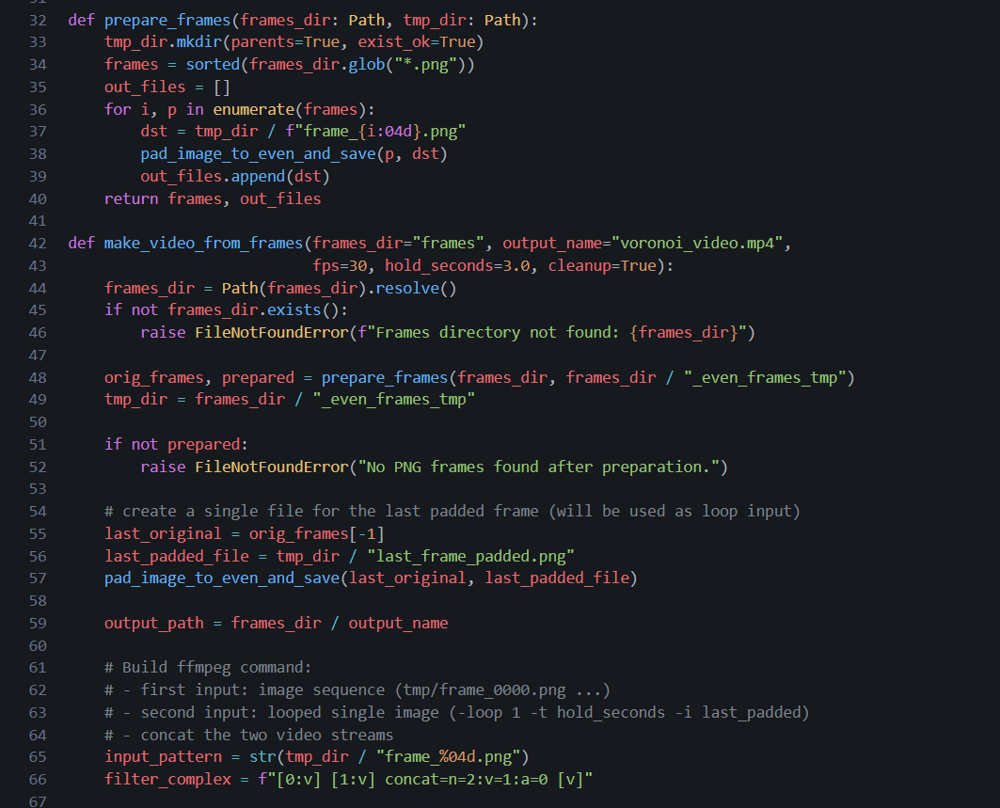 32 def prepare_frames(frames_dir: Path, tmp_dir: Path):
33     tmp_dir.mkdir(parents=True, exist_ok=True)
34     frames = sorted(frames_dir.glob("*.png"))
35     out_files = []
36     for i, p in enumerate(frames):
37         dst = tmp_dir / f"frame_{i:04d}.png"
38         pad_image_to_even_and_save(p, dst)
39         out_files.append(dst)
40     return frames, out_files
41
42 def make_video_from_frames(frames_dir="frames", output_name="voronoi_video.mp4",
43                            fps=30, hold_seconds=3.0, cleanup=True):
44     frames_dir = Path(frames_dir).resolve()
45     if not frames_dir.exists():
46         raise FileNotFoundError(f"Frames directory not found: {frames_dir}")
47
48     orig_frames, prepared = prepare_frames(frames_dir, frames_dir / "_even_frames_tmp")
49     tmp_dir = frames_dir / "_even_frames_tmp"
50
51     if not prepared:
52         raise FileNotFoundError("No PNG frames found after preparation.")
53
54     # create a single file for the last padded frame (will be used as loop input)
55     last_original = orig_frames[-1]
56     last_padded_file = tmp_dir / "last_frame_padded.png"
57     pad_image_to_even_and_save(last_original, last_padded_file)
58
59     output_path = frames_dir / output_name
60
61     # Build ffmpeg command:
62     # - first input: image sequence (tmp/frame_0000.png ...)
63     # - second input: looped single image (-loop 1 -t hold_seconds -i last_padded)
64     # - concat the two video streams
65     input_pattern = str(tmp_dir / "frame_%04d.png")
66     filter_complex = f"[0:v] [1:v] concat=n=2:v=1:a=0 [v]"
67